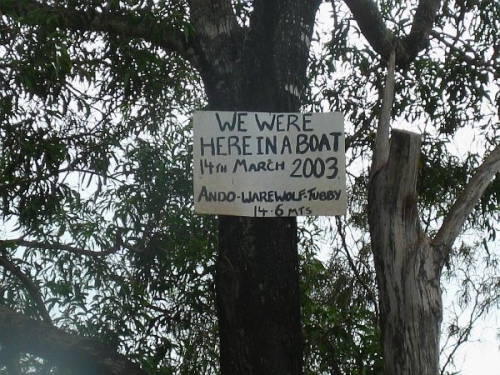 WE WERE
HERE IN A BOAT
14TH MARCH 2003
ANDO-WAREWOLF-TUBBY
14.6 MTS